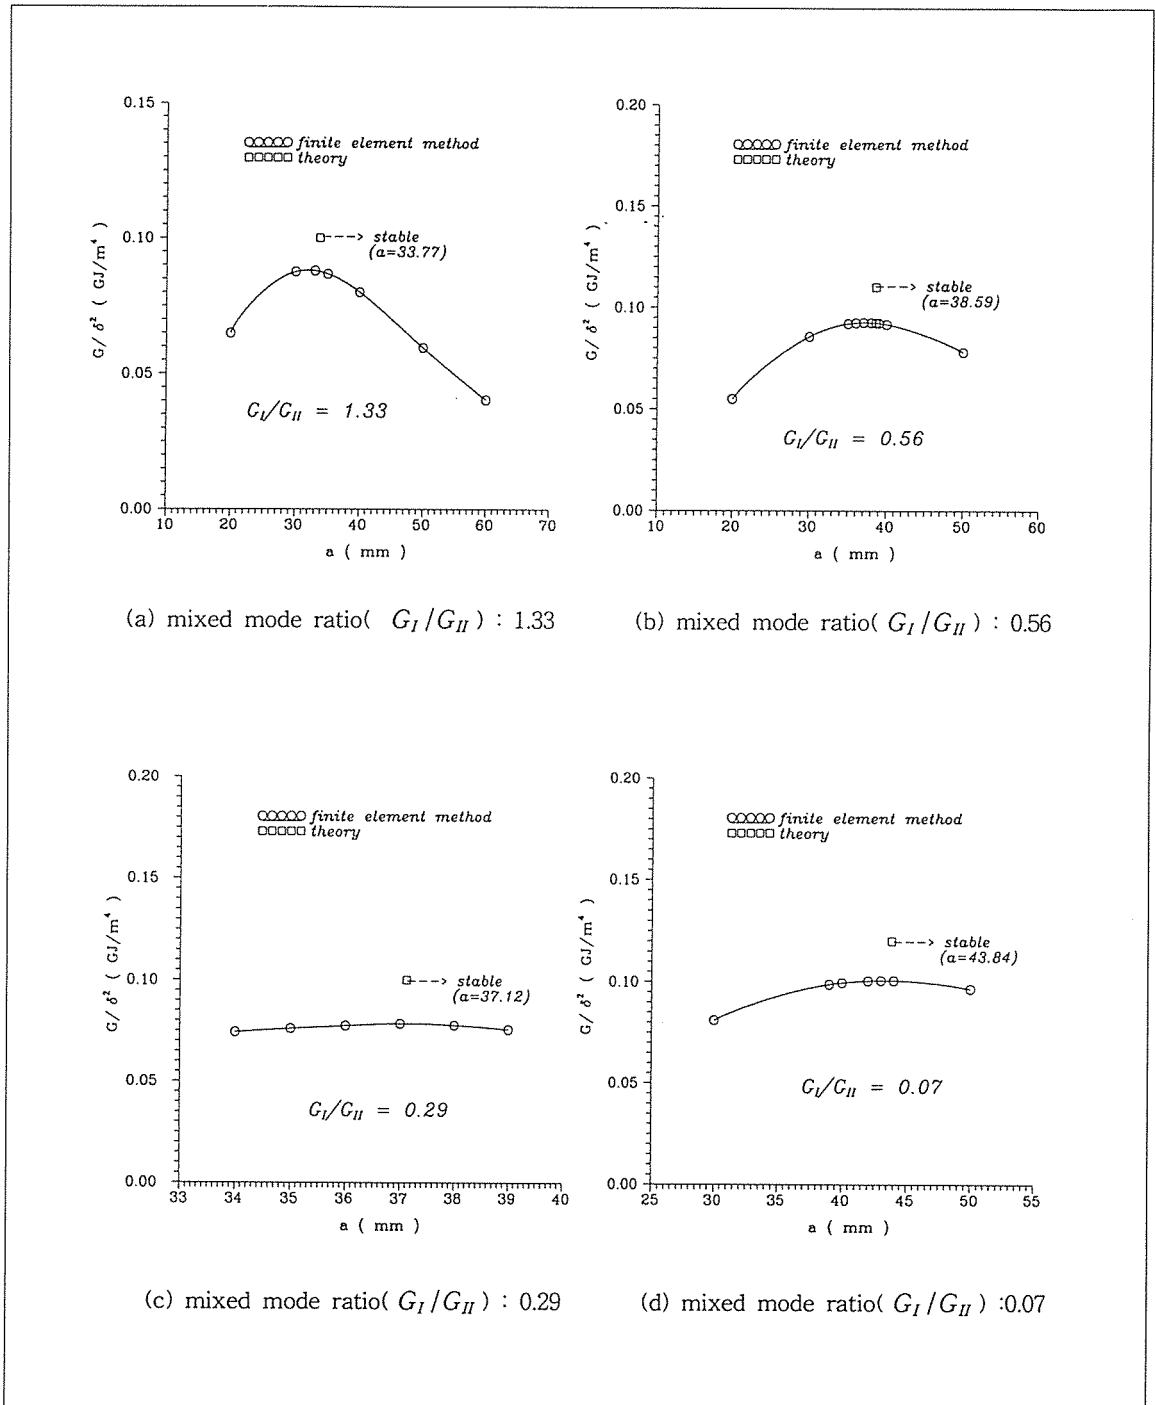 0.15
0.10
0.05
0.00
G/δ² ( GJ/m⁴ )
○○○○○ finite element method
□□□□□ theory
□---> stable
(a=33.77)
G_I/G_II = 1.33
10 20 30 40 50 60 70
a ( mm )
0.20
0.15
0.10
0.05
0.00
G/δ² ( GJ/m⁴ )
○○○○○ finite element method
□□□□□ theory
□---> stable
(a=38.59)
G_I/G_II = 0.56
10 20 30 40 50 60
a ( mm )
(a) mixed mode ratio( G_I/G_II ) : 1.33
(b) mixed mode ratio( G_I/G_II ) : 0.56
0.20
0.15
0.10
0.05
0.00
G/δ² ( GJ/m⁴ )
○○○○○ finite element method
□□□□□ theory
□---> stable
(a=37.12)
G_I/G_II = 0.29
33 34 35 36 37 38 39 40
a ( mm )
0.20
0.15
0.10
0.05
0.00
G/δ² ( GJ/m⁴ )
○○○○○ finite element method
□□□□□ theory
□---> stable
(a=43.84)
G_I/G_II = 0.07
25 30 35 40 45 50 55
a ( mm )
(c) mixed mode ratio( G_I/G_II ) : 0.29
(d) mixed mode ratio( G_I/G_II ) :0.07